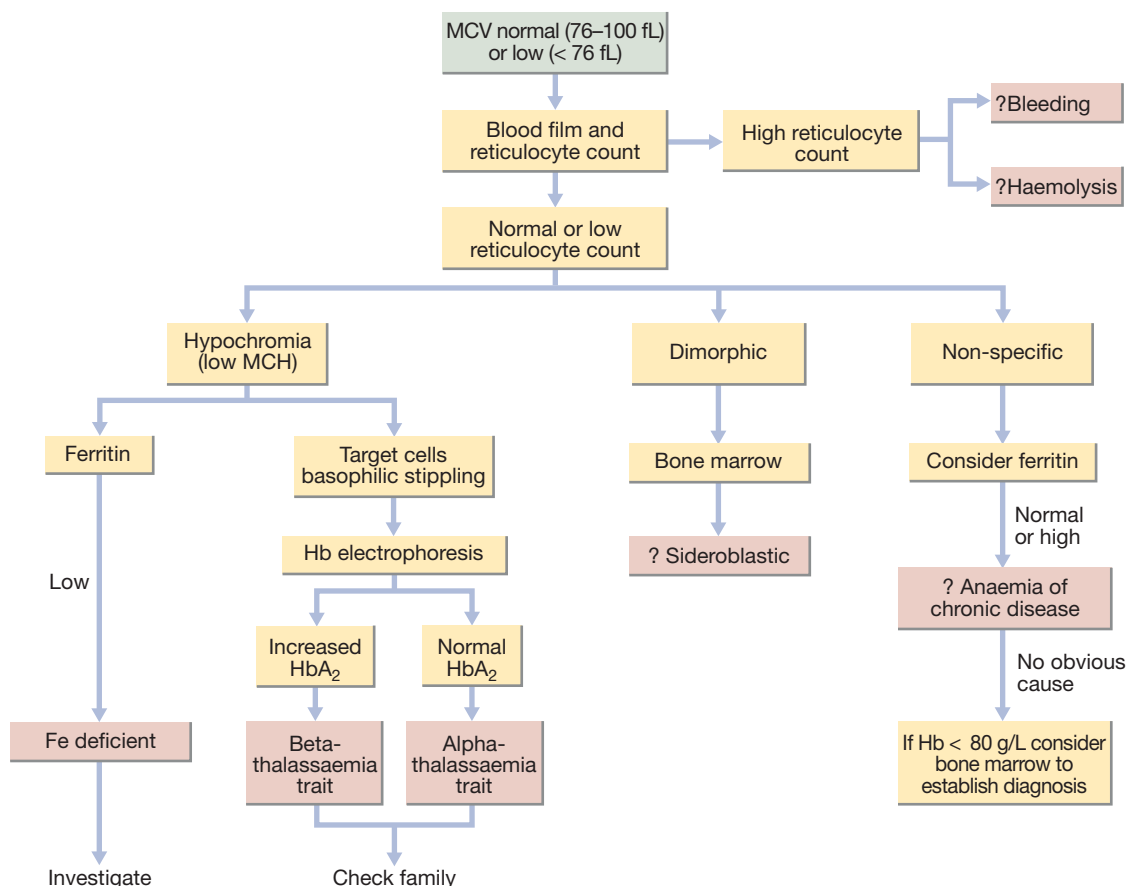 MCV normal (76–100 fL)
or low (< 76 fL)
Blood film and
reticulocyte count
High reticulocyte
count
?Bleeding
?Haemolysis
Normal or low
reticulocyte count
Hypochromia
(low MCH)
Dimorphic
Non-specific
Ferritin
Target cells
basophilic stippling
Bone marrow
Consider ferritin
Normal
or high
Hb electrophoresis
? Sideroblastic
Low
? Anaemia of
chronic disease
Increased
HbA₂
Normal
HbA₂
No obvious
cause
Fe deficient
Beta-
thalassaemia
trait
Alpha-
thalassaemia
trait
If Hb < 80 g/L consider
bone marrow to
establish diagnosis
Investigate
Check family